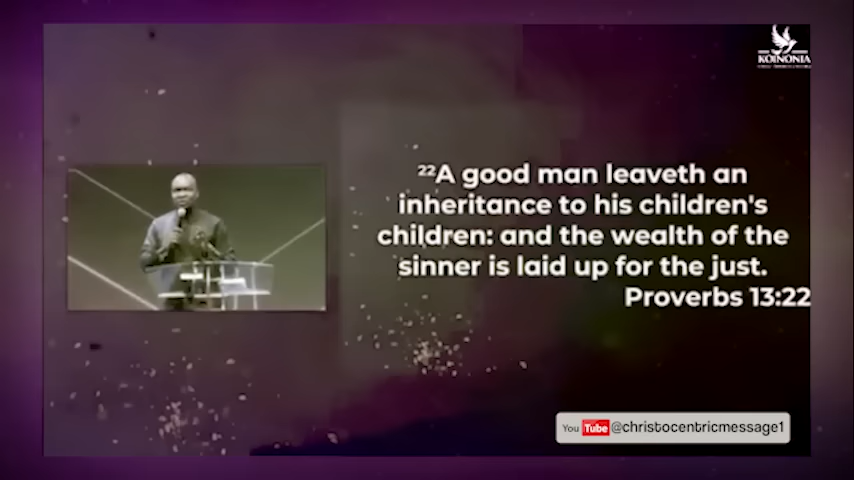 KOINONIA
²²A good man leaveth an
inheritance to his children's
children: and the wealth of the
sinner is laid up for the just.
Proverbs 13:22
You Tube @christocentricmessage1